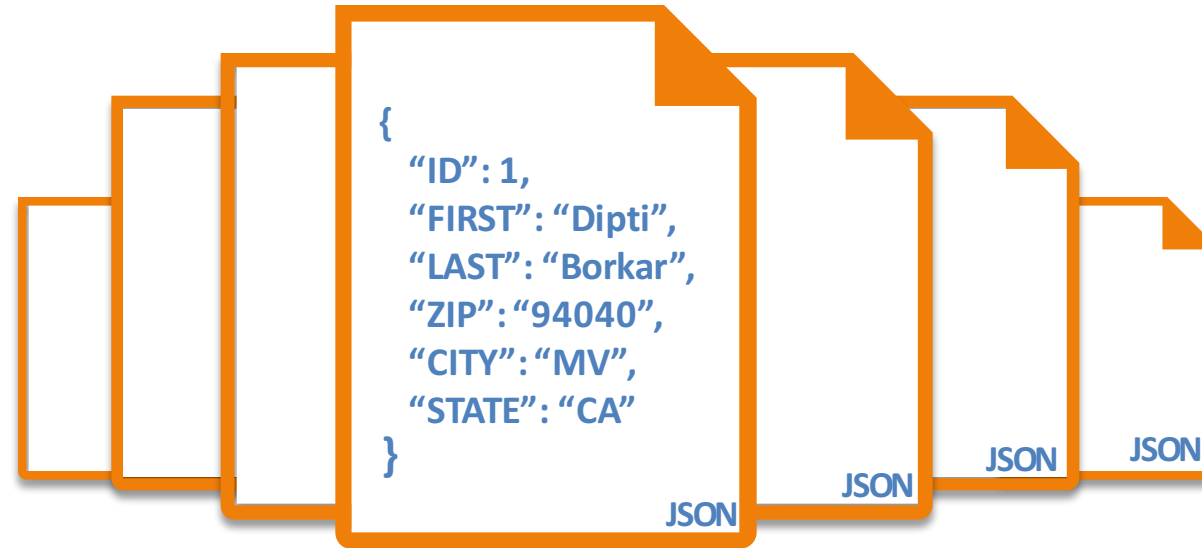 {
“ID”: 1,
“FIRST”: “Dipti”,
“LAST”: “Borkar”,
“ZIP”: “94040”,
“CITY”: “MV”,
“STATE”: “CA”
}
JSON
JSON
JSON
JSON